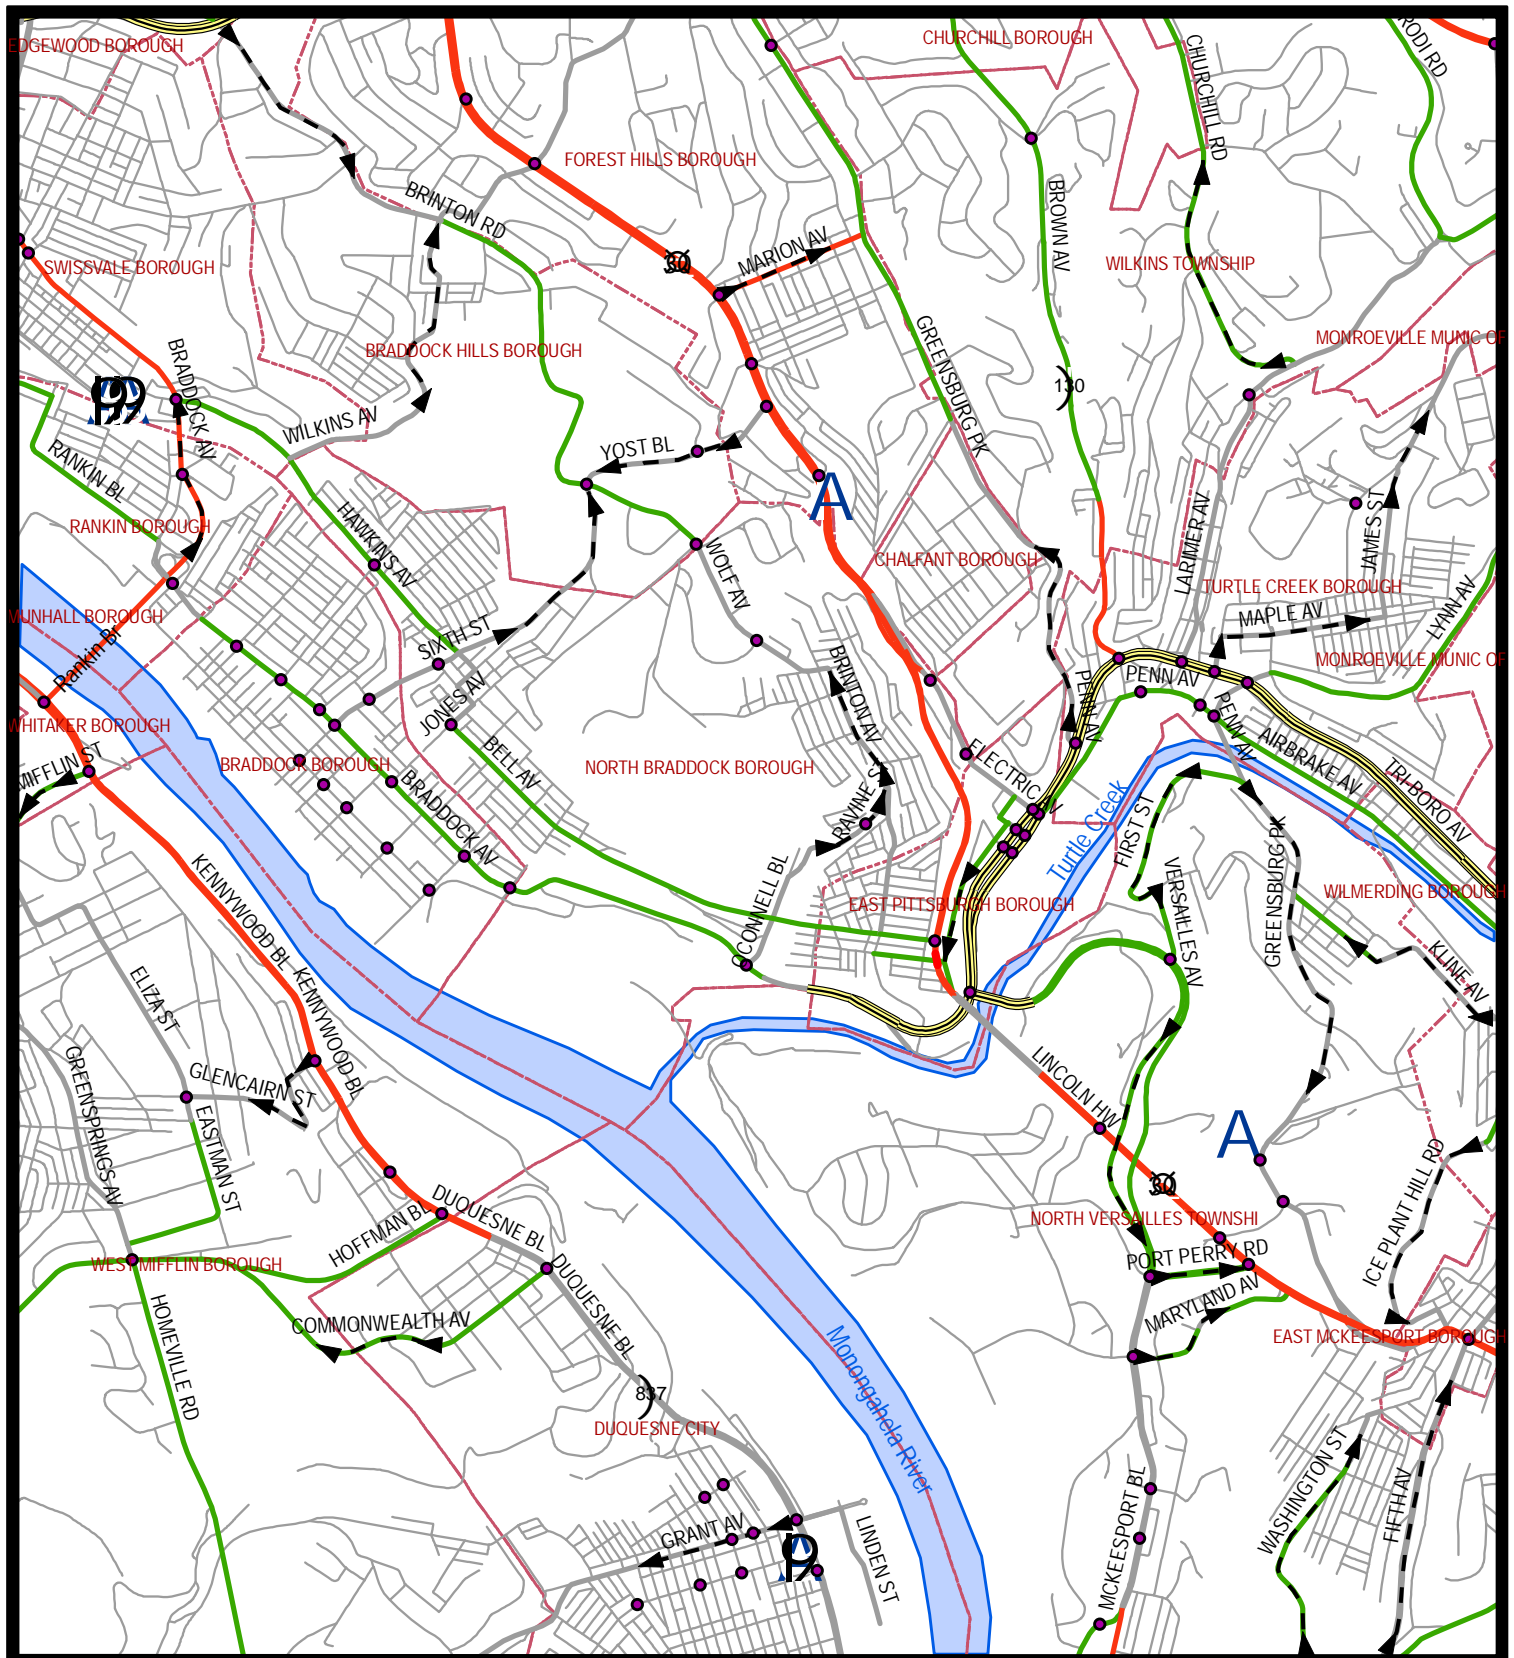 EDGEWOOD BOROUGH
CHURCHILL BOROUGH
RODI RD
CHURCHILL RD
FOREST HILLS BOROUGH
BRINTON RD
BROWN AV
MARION AV
SWISSVALE BOROUGH
30
WILKINS TOWNSHIP
GREENSBURG PK
MONROEVILLE MUNIC OF
BRADDOCK HILLS BOROUGH
BRADDOCK AV
130
WILKINS AV
YOST BL
RANKIN BL
A
RANKIN BOROUGH
HAWKINS AV
LARIMER AV
JAMES ST
WOLF AV
CHALFANT BOROUGH
TURTLE CREEK BOROUGH
MUNHALL BOROUGH
Rankin Br
SIXTH ST
MAPLE AV
LYNN AV
MONROEVILLE MUNIC OF
BRINTON AV
PENN AV
PENN AV
PENN AV
JONES AV
WHITAKER BOROUGH
MIFFLIN ST
BRADDOCK BOROUGH
BELL AV
NORTH BRADDOCK BOROUGH
ELECTRIC AV
AIRBRAKE AV
TRI-BORO AV
BRADDOCK AV
RAVINE ST
Turtle Creek
FIRST ST
GREENSBURG PK
KENNYWOOD BL
OCONNELL BL
EAST PITTSBURGH BOROUGH
VERSAILLES AV
WILMERDING BOROUGH
KLINE AV
ELIZA ST
KENNYWOOD BL
GREENSPRINGS AV
GLENCAIRN ST
LINCOLN HW
A
EASTMAN ST
ICE PLANT HILL RD
30
HOFFMAN BL
DUQUESNE BL
NORTH VERSAILLES TOWNSHI
WEST MIFFLIN BOROUGH
PORT PERRY RD
DUQUESNE BL
MARYLAND AV
HOMEVILLE RD
COMMONWEALTH AV
EAST MCKEESPORT BOROUGH
Monongahela River
837
DUQUESNE CITY
MCKEESPORT BL
WASHINGTON ST
FIFTH AV
GRANT AV
LINDEN ST